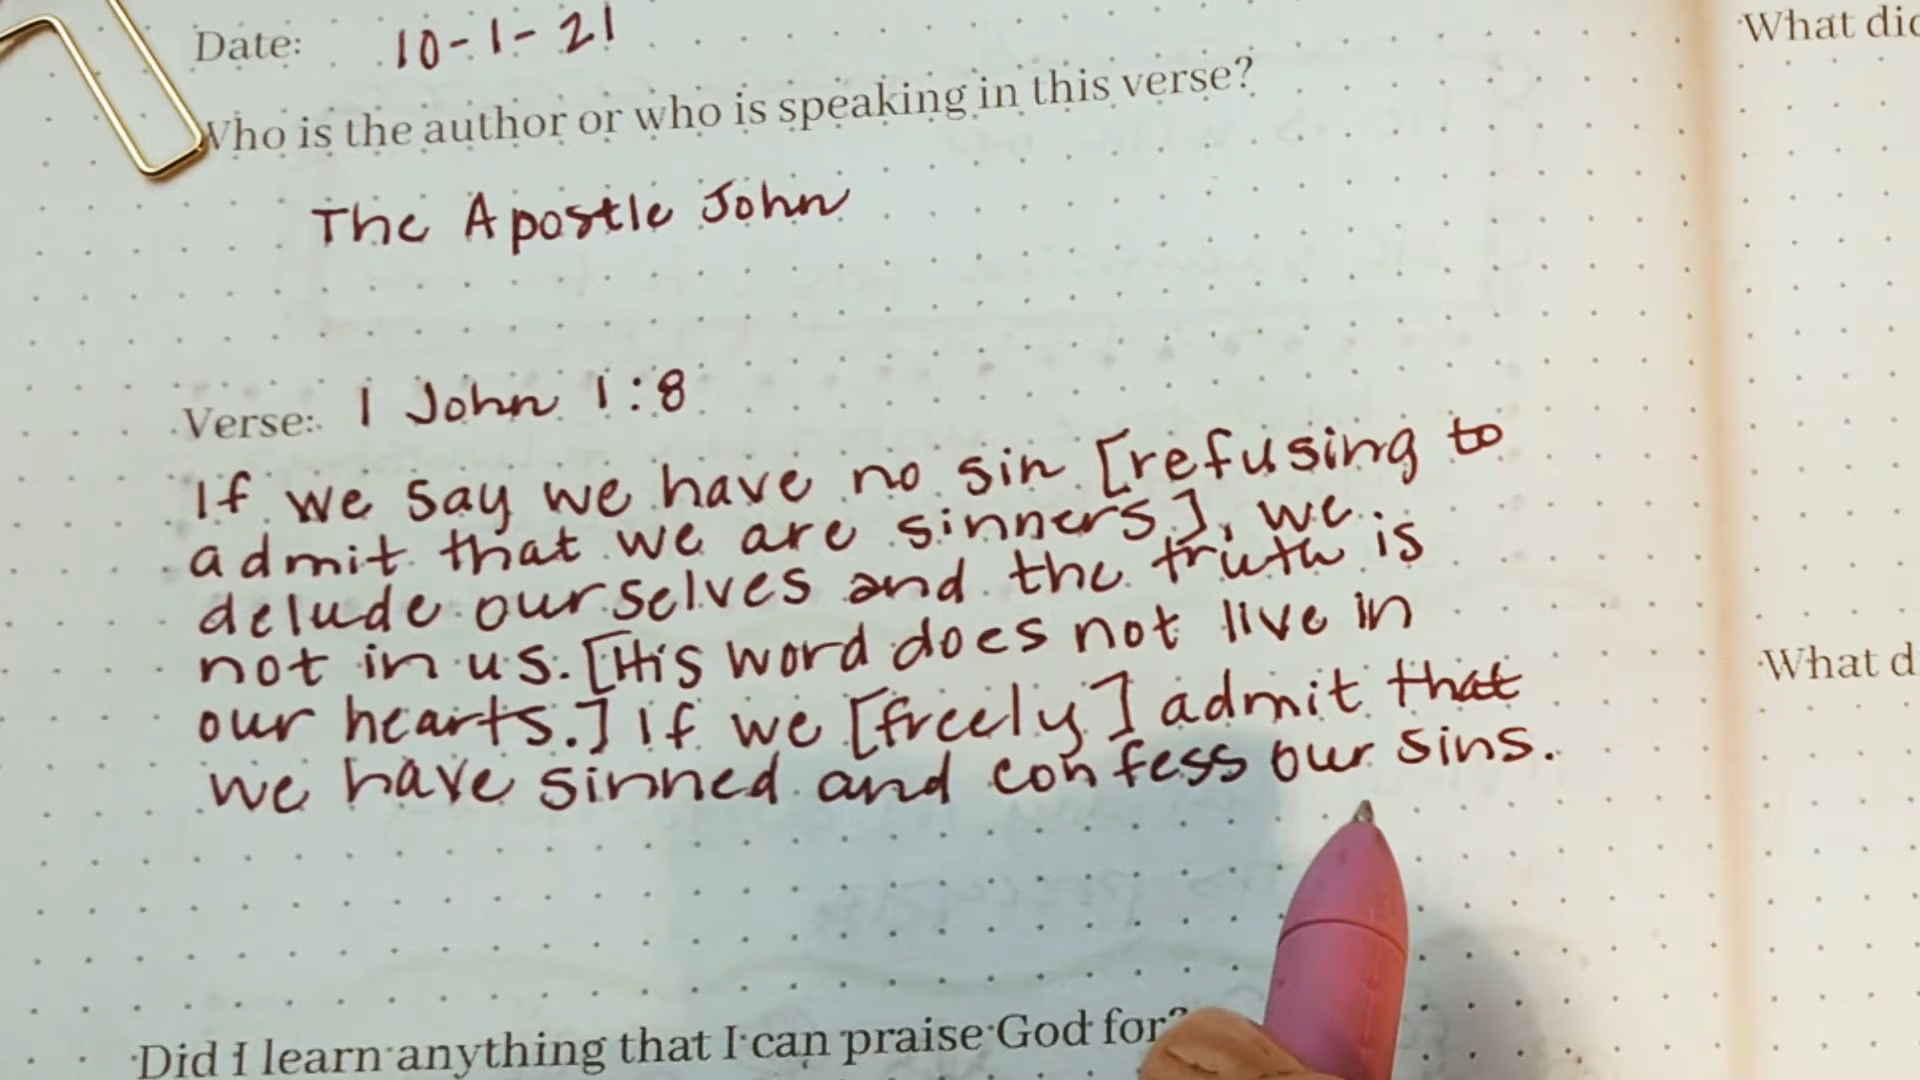 Date: 10-1-21
Who is the author or who is speaking in this verse?
The Apostle John
Verse: 1 John 1:8
If we say we have no sin [refusing to
admit that we are sinners], we
delude ourselves and the truth is
not in us. [His word does not live in
our hearts.] If we [freely] admit that
we have sinned and confess our sins.
Did I learn anything that I can praise God for?
What did
What d